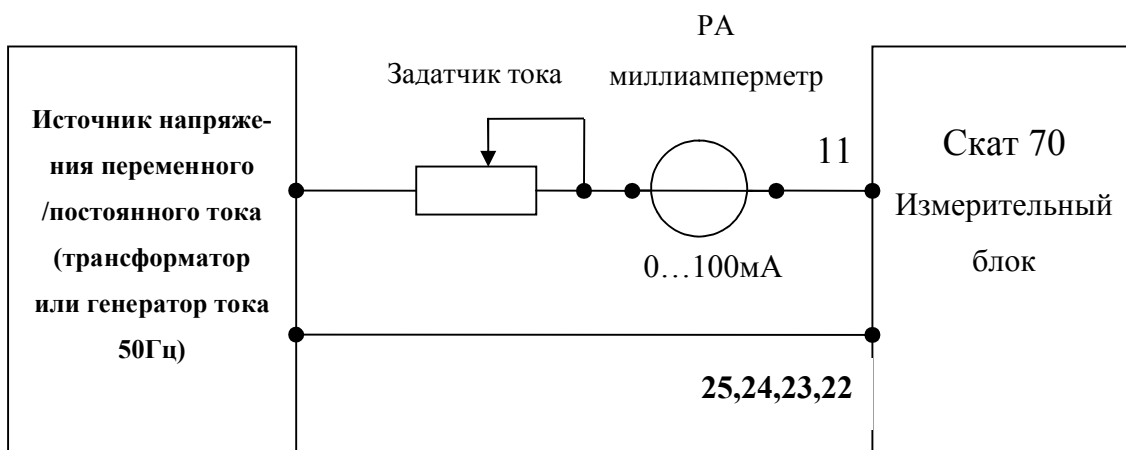 РА
миллиамперметр
Задатчик тока
Источник напряже-
ния переменного
/постоянного тока
(трансформатор
или генератор тока
50Гц)
11
Скат 70
Измерительный
блок
0…100мА
25,24,23,22